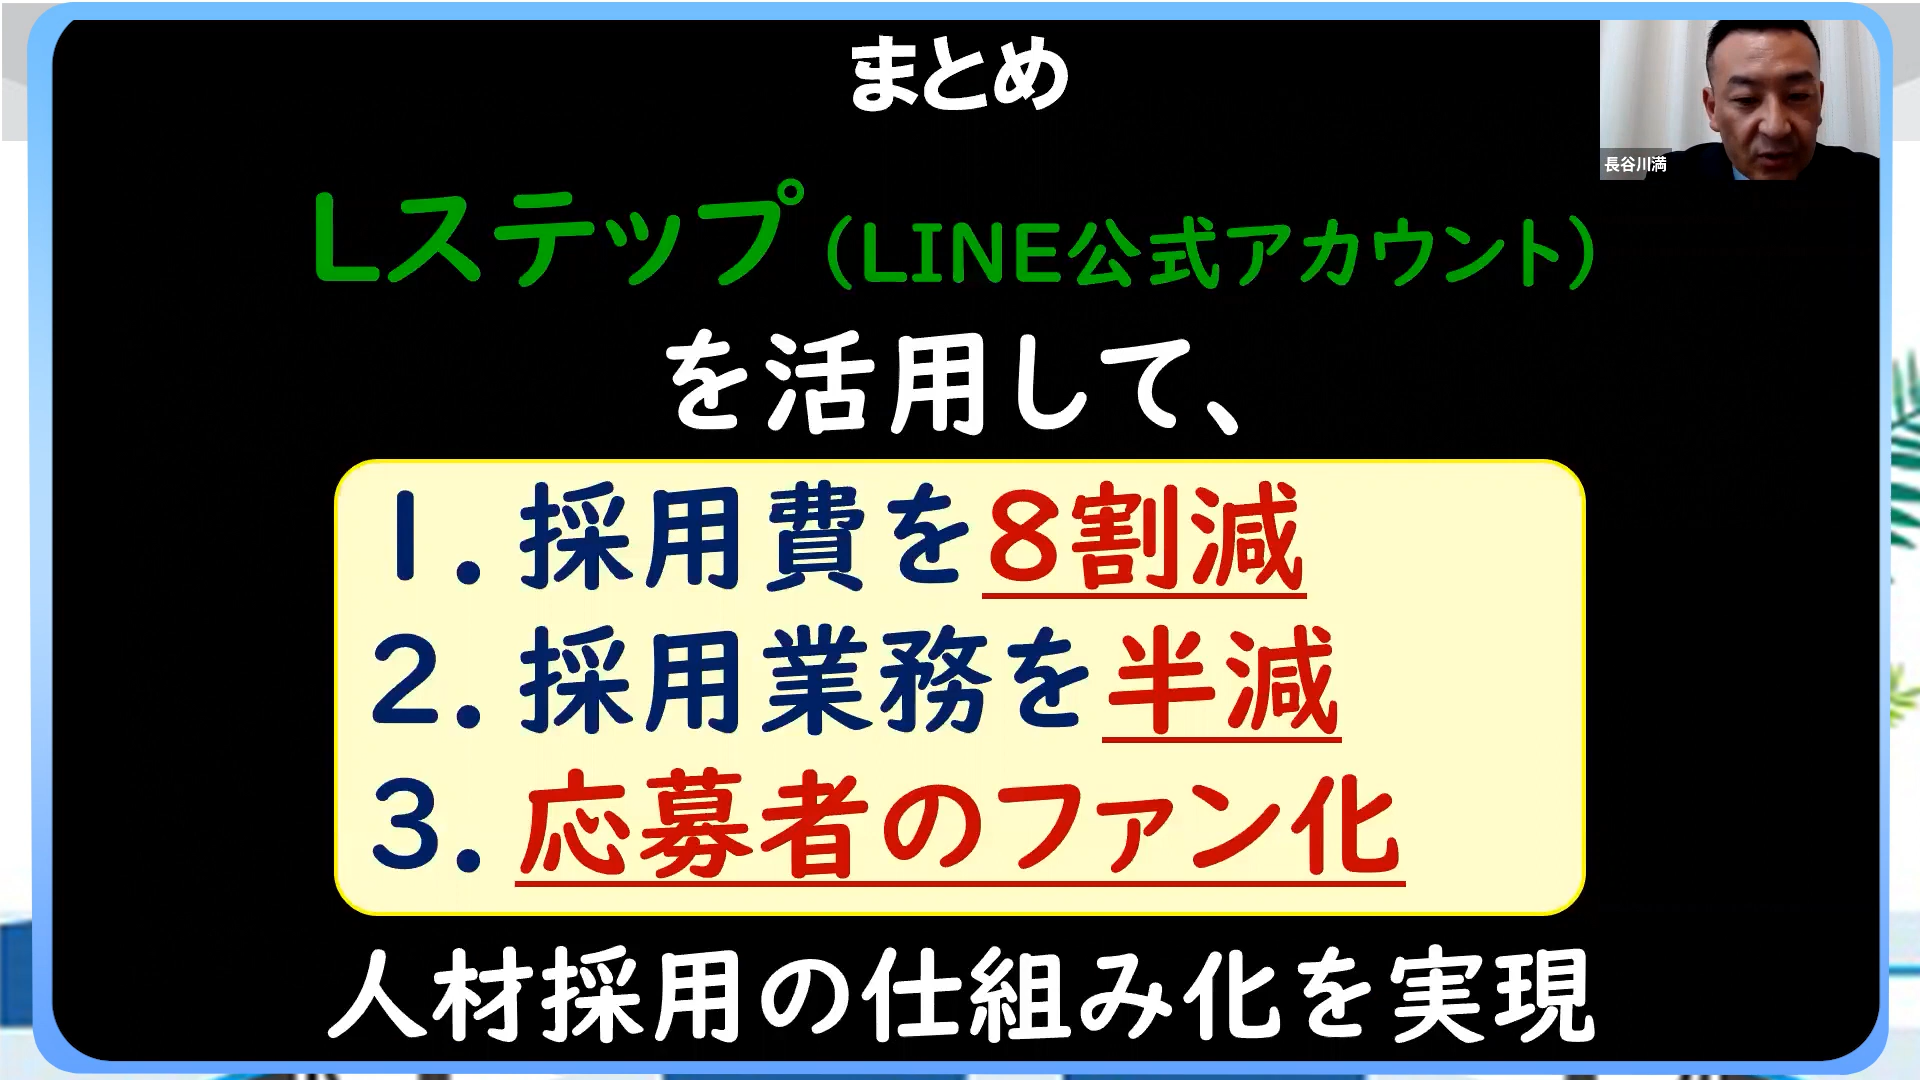 まとめ
長谷川満
Lステップ（LINE公式アカウント）
を活用して、
1. 採用費を8割減
2. 採用業務を半減
3. 応募者のファン化
人材採用の仕組み化を実現